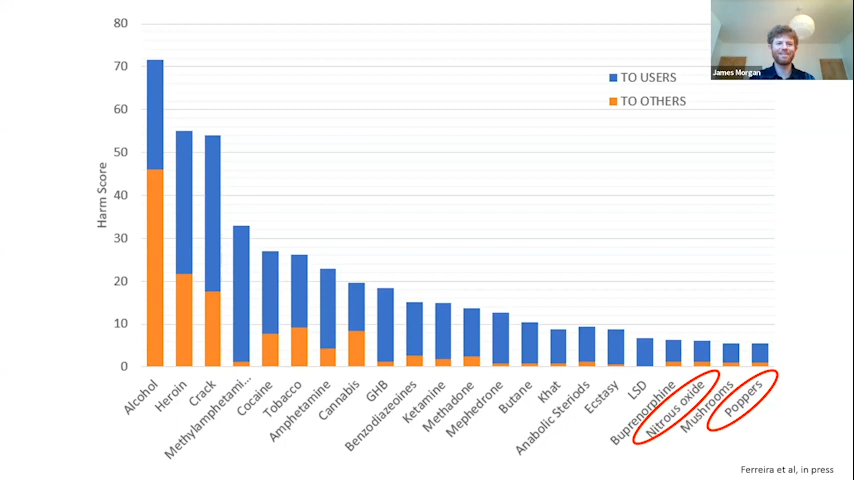 80
70
60
50
40
30
20
10
0
Harm Score
TO USERS
TO OTHERS
James Morgan
Alcohol
Heroin
Crack
Methylamphetami...
Cocaine
Tobacco
Amphetamine
Cannabis
GHB
Benzodiazeoines
Ketamine
Methadone
Mephedrone
Butane
Khat
Anabolic Steriods
Ecstasy
LSD
Buprenorphine
Nitrous oxide
Mushrooms
Poppers
Ferreira et al, in press